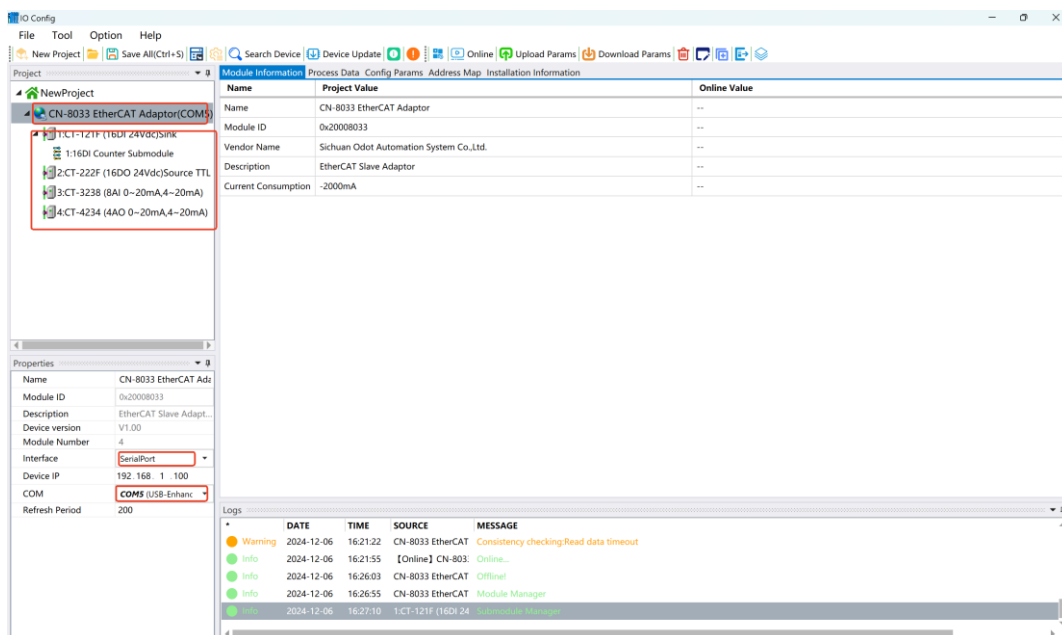 IO Config
File Tool Option Help
New Project Save All(Ctrl+S) Search Device Device Update Online Upload Params Download Params
Project
NewProject
CN-8033 EtherCAT Adaptor(COM5)
1:CT-121F (16DI 24Vdc)Sink
1:16DI Counter Submodule
2:CT-222F (16DO 24Vdc)Source TTL
3:CT-3238 (8AI 0~20mA,4~20mA)
4:CT-4234 (4AO 0~20mA,4~20mA)
Module Information Process Data Config Params Address Map Installation Information
Name Project Value Online Value
Name CN-8033 EtherCAT Adaptor --
Module ID 0x20008033 --
Vendor Name Sichuan Odot Automation System Co.,Ltd. --
Description EtherCAT Slave Adaptor --
Current Consumption -2000mA --
Properties
Name CN-8033 EtherCAT Ada
Module ID 0x20008033
Description EtherCAT Slave Adapt...
Device version V1.00
Module Number 4
Interface SerialPort
Device IP 192 . 168 . 1 . 100
COM COM5 (USB-Enhanc
Refresh Period 200
Logs
* DATE TIME SOURCE MESSAGE
Warning 2024-12-06 16:21:22 CN-8033 EtherCAT Consistency checking:Read data timeout
Info 2024-12-06 16:21:55 【Online】CN-803: Online...
Info 2024-12-06 16:26:03 CN-8033 EtherCAT Offline!
Info 2024-12-06 16:26:55 CN-8033 EtherCAT Module Manager
Info 2024-12-06 16:27:10 1:CT-121F (16DI 24 Submodule Manager